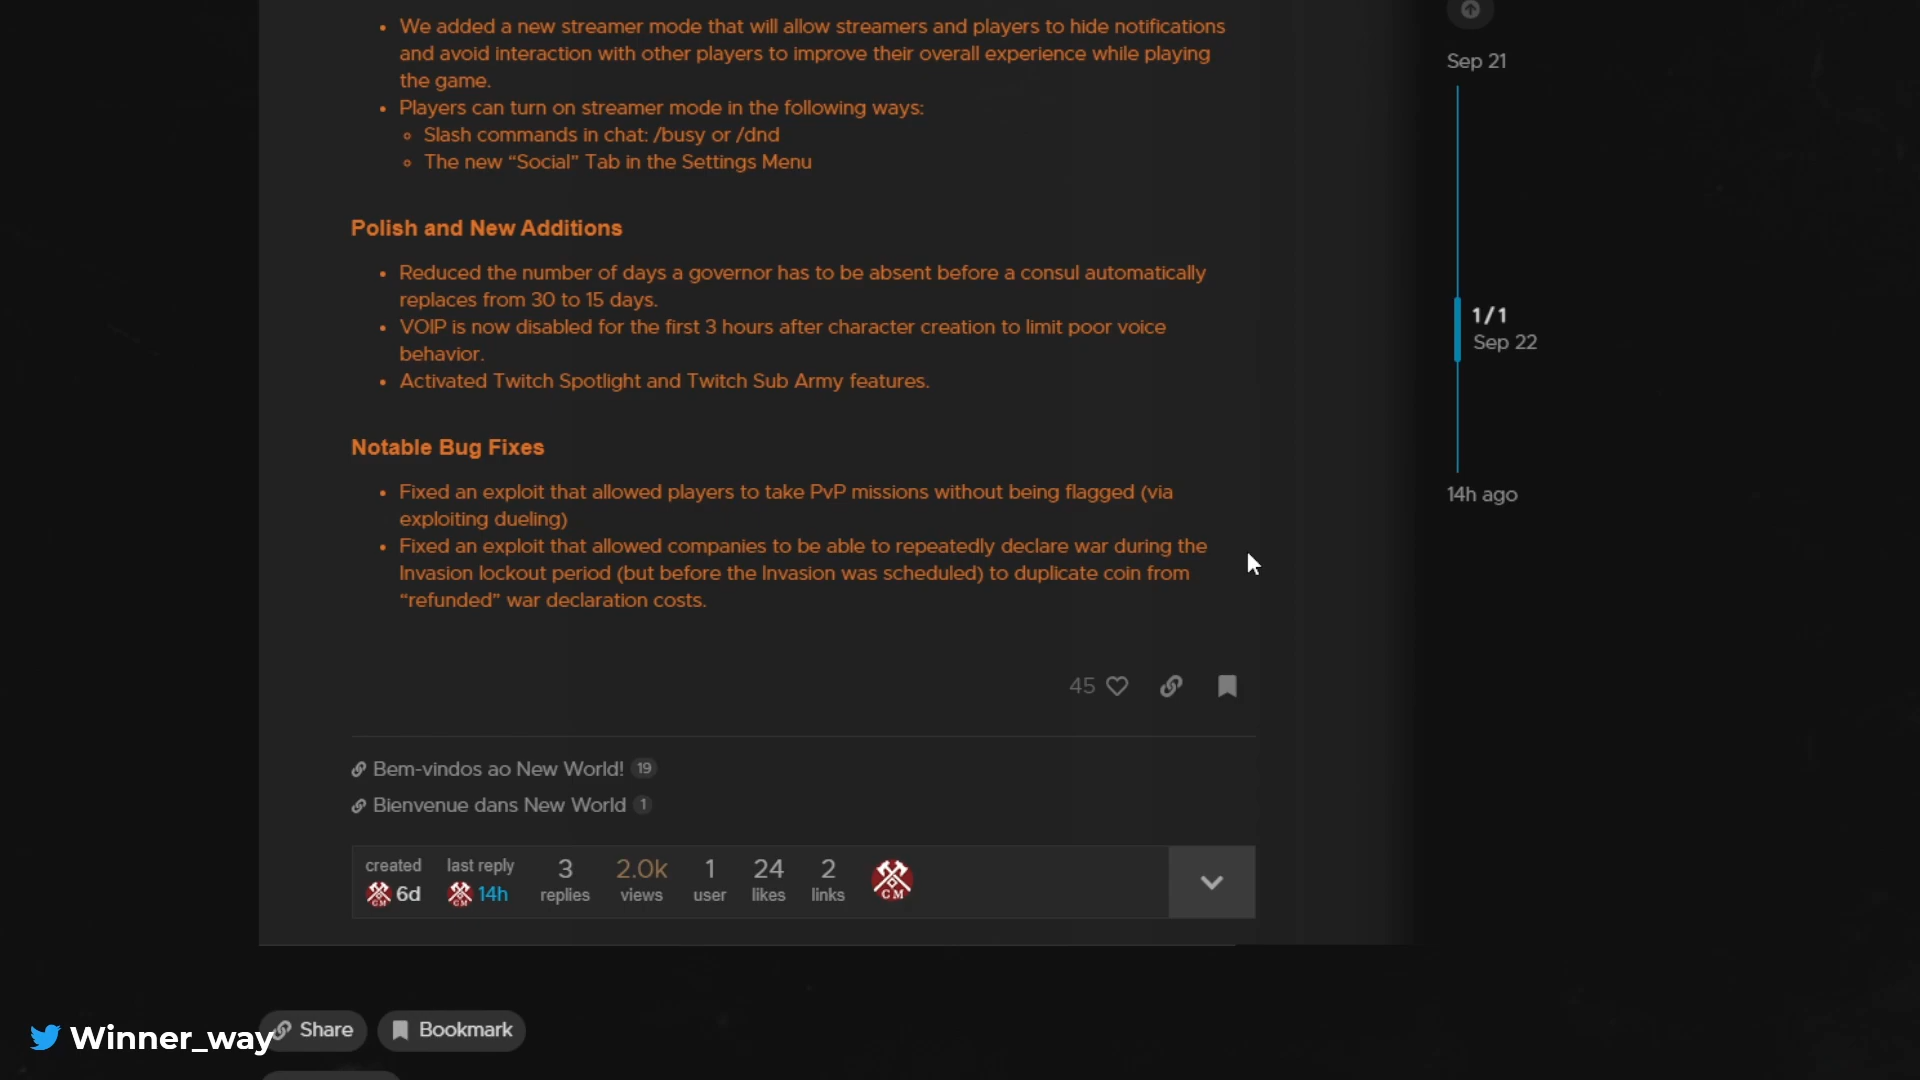 • We added a new streamer mode that will allow streamers and players to hide notifications
and avoid interaction with other players to improve their overall experience while playing
the game.
• Players can turn on streamer mode in the following ways:
◦ Slash commands in chat: /busy or /dnd
◦ The new “Social” Tab in the Settings Menu
Polish and New Additions
• Reduced the number of days a governor has to be absent before a consul automatically
replaces from 30 to 15 days.
• VOIP is now disabled for the first 3 hours after character creation to limit poor voice
behavior.
• Activated Twitch Spotlight and Twitch Sub Army features.
Notable Bug Fixes
• Fixed an exploit that allowed players to take PvP missions without being flagged (via
exploiting dueling)
• Fixed an exploit that allowed companies to be able to repeatedly declare war during the
Invasion lockout period (but before the Invasion was scheduled) to duplicate coin from
“refunded” war declaration costs.
45
Bem-vindos ao New World! 19
Bienvenue dans New World 1
created last reply 3 2.0k 1 24 2
6d 14h replies views user likes links
GM
Sep 21
1 / 1
Sep 22
14h ago
Winner_way
Share Bookmark